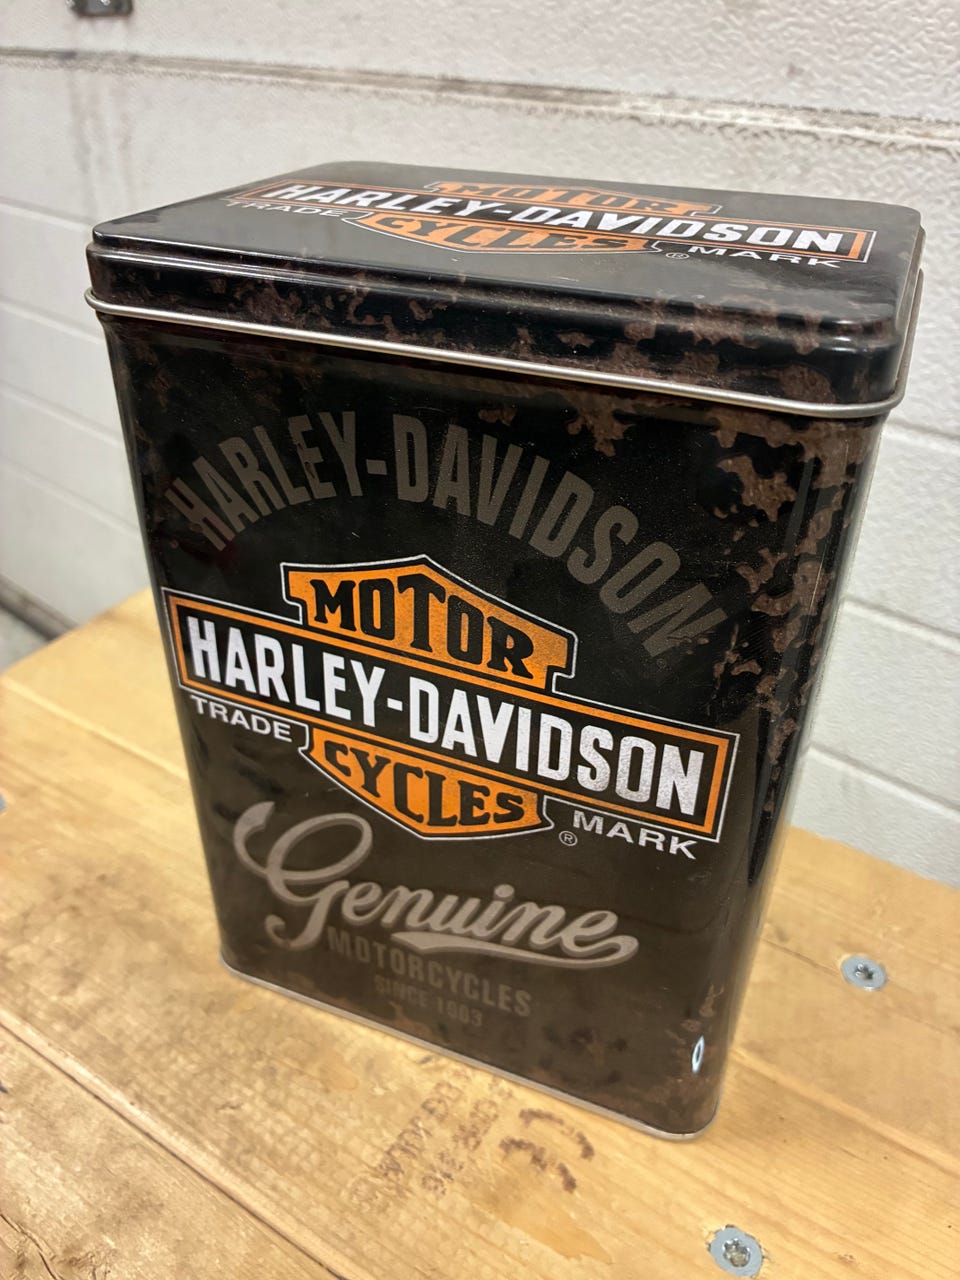 MOTOR
HARLEY-DAVIDSON
TRADE MARK
CYCLES
®
HARLEY-DAVIDSON
MOTOR
HARLEY-DAVIDSON
TRADE MARK
CYCLES
®
Genuine
MOTORCYCLES
SINCE 1903